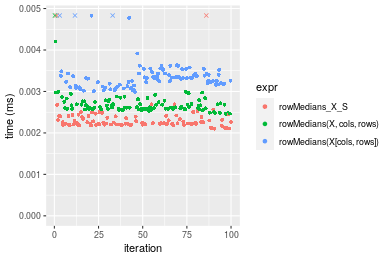 0.005
0.004
0.003
0.002
0.001
0.000
time (ms)
0
25
50
75
100
iteration
expr
rowMedians_X_S
rowMedians(X, cols, rows)
rowMedians(X[cols, rows])